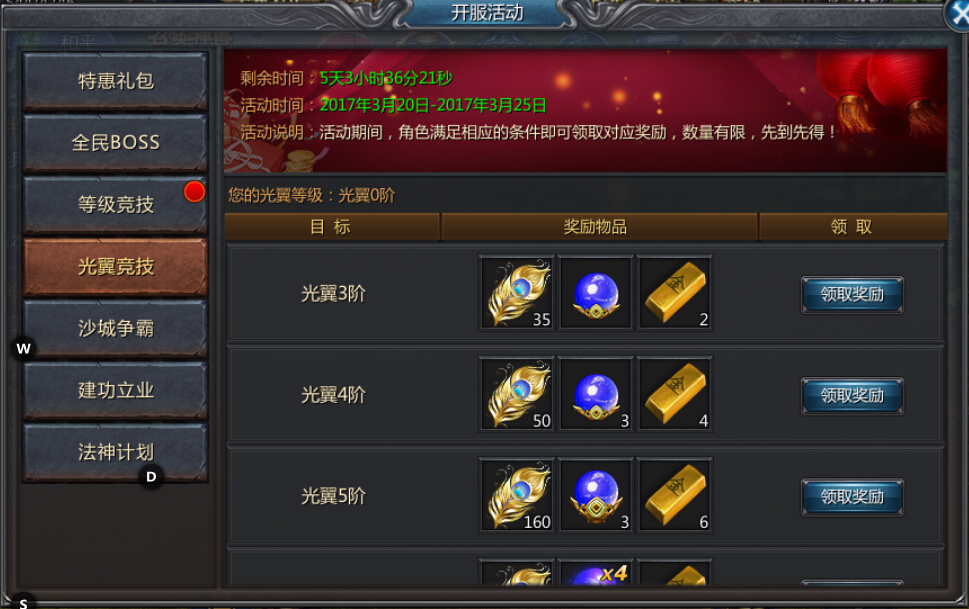 开服活动
特惠礼包
全民BOSS
等级竞技
光翼竞技
沙城争霸
W
建功立业
法神计划
D
S
剩余时间：5天3小时36分21秒
活动时间：2017年3月20日-2017年3月25日
活动说明：活动期间，角色满足相应的条件即可领取对应奖励，数量有限，先到先得！
您的光翼等级：光翼0阶
目标 奖励物品 领取
光翼3阶 35 金 2 领取奖励
光翼4阶 50 3 金 4 领取奖励
光翼5阶 160 3 金 6 领取奖励
x4